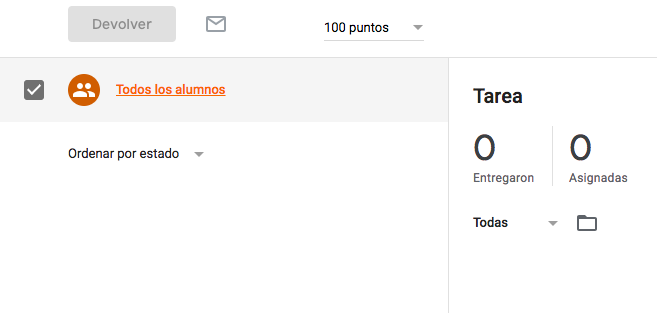 Devolver
100 puntos
Todos los alumnos
Ordenar por estado
Tarea
0 0
Entregaron Asignadas
Todas